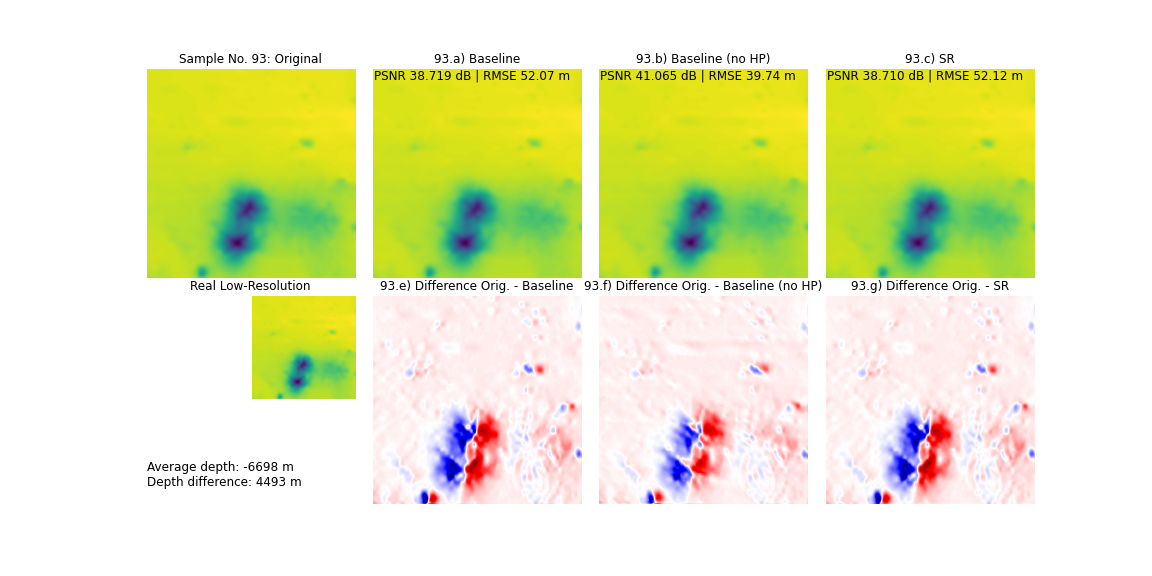 Sample No. 93: Original
93.a) Baseline
93.b) Baseline (no HP)
93.c) SR
PSNR 38.719 dB | RMSE 52.07 m
PSNR 41.065 dB | RMSE 39.74 m
PSNR 38.710 dB | RMSE 52.12 m
Real Low-Resolution
93.e) Difference Orig. - Baseline
93.f) Difference Orig. - Baseline (no HP)
93.g) Difference Orig. - SR
Average depth: -6698 m
Depth difference: 4493 m